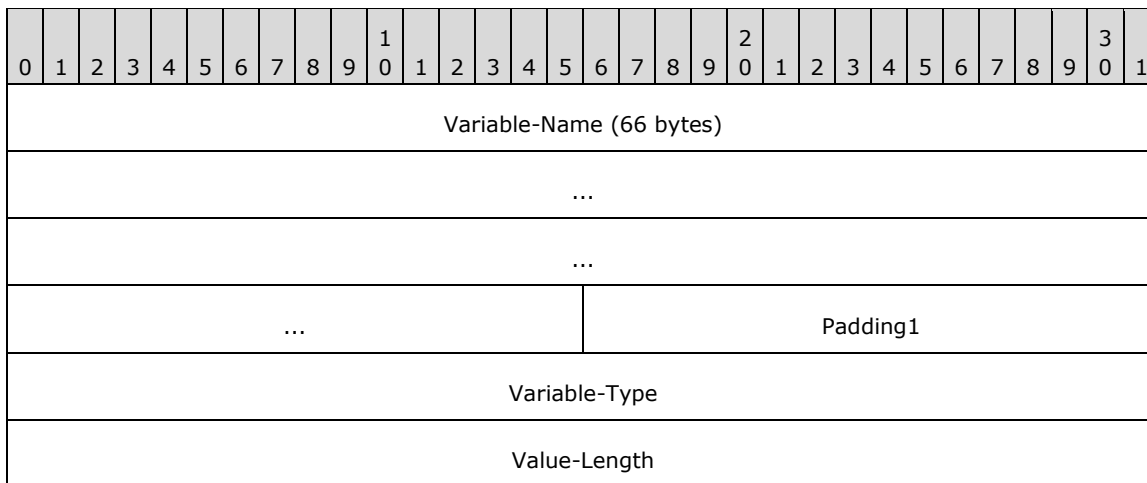 1 2 3
0 1 2 3 4 5 6 7 8 9 0 1 2 3 4 5 6 7 8 9 0 1 2 3 4 5 6 7 8 9 0 1
Variable-Name (66 bytes)
...
...
... Padding1
Variable-Type
Value-Length